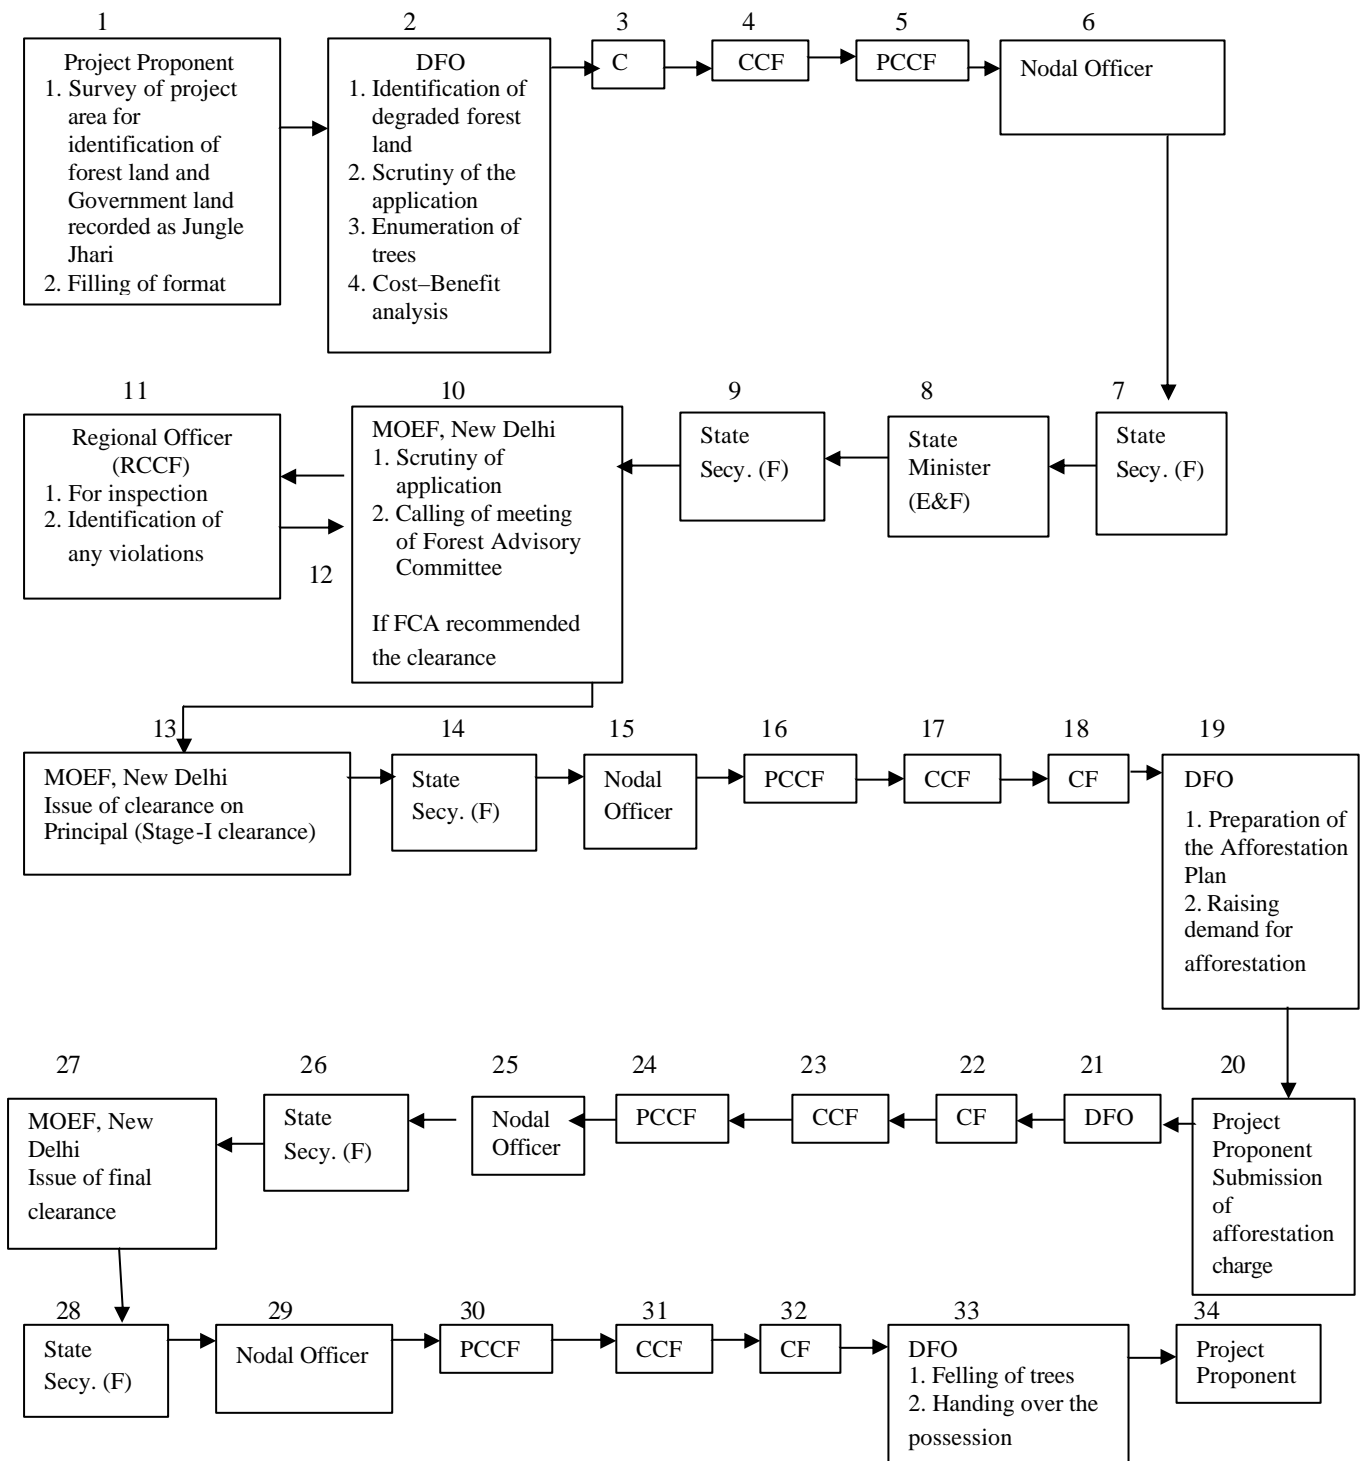 1
Project Proponent
1. Survey of project
area for
identification of
forest land and
Government land
recorded as Jungle
Jhari
2. Filling of format
2
DFO
1. Identification of
degraded forest
land
2. Scrutiny of the
application
3. Enumeration of
trees
4. Cost–Benefit
analysis
3
C
4
CCF
5
PCCF
6
Nodal Officer
7
State
Secy. (F)
8
State
Minister
(E&F)
9
State
Secy. (F)
10
MOEF, New Delhi
1. Scrutiny of
application
2. Calling of meeting
of Forest Advisory
Committee
If FCA recommended
the clearance
11
Regional Officer
(RCCF)
1. For inspection
2. Identification of
any violations
12
13
MOEF, New Delhi
Issue of clearance on
Principal (Stage-I clearance)
14
State
Secy. (F)
15
Nodal
Officer
16
PCCF
17
CCF
18
CF
19
DFO
1. Preparation of
the Afforestation
Plan
2. Raising
demand for
afforestation
20
Project
Proponent
Submission
of
afforestation
charge
21
DFO
22
CF
23
CCF
24
PCCF
25
Nodal
Officer
26
State
Secy. (F)
27
MOEF, New
Delhi
Issue of final
clearance
28
State
Secy. (F)
29
Nodal Officer
30
PCCF
31
CCF
32
CF
33
DFO
1. Felling of trees
2. Handing over the
possession
34
Project
Proponent